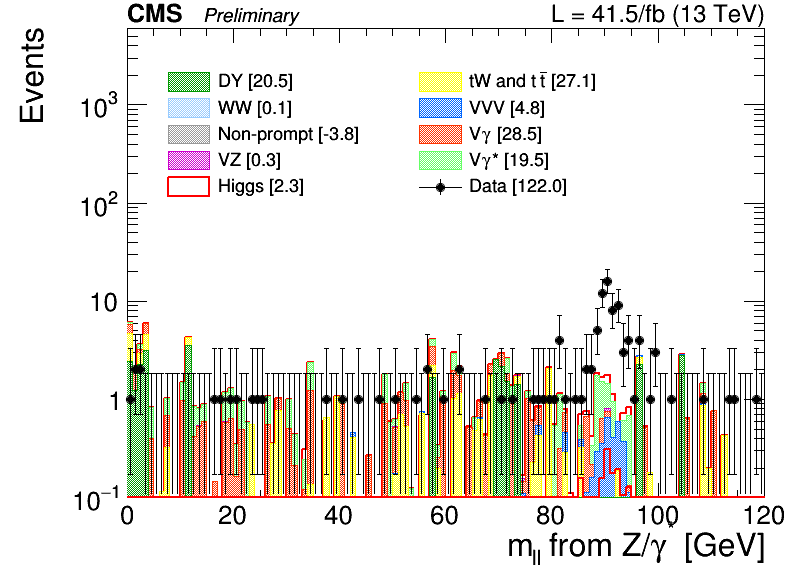 CMS Preliminary L = 41.5/fb (13 TeV)
Events
DY [20.5] tW and t t̄ [27.1]
WW [0.1] VVV [4.8]
Non-prompt [-3.8] Vγ [28.5]
VZ [0.3] Vγ* [19.5]
Higgs [2.3] Data [122.0]
10³
10²
10
1
10⁻¹
0 20 40 60 80 100 120
m_ll from Z/γ* [GeV]